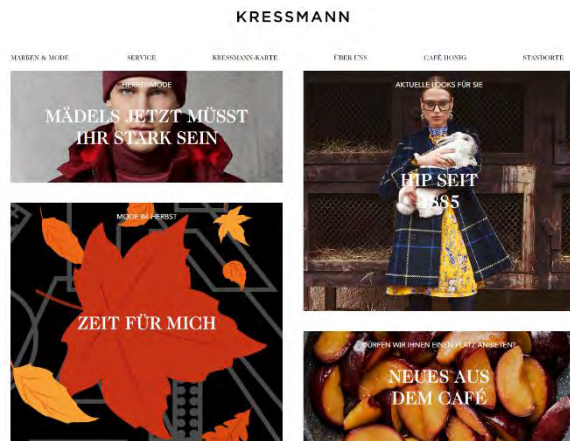 KRESSMANN
MARKEN & MODE
SERVICE
KRESSMANN-KARTE
ÜBER UNS
CAFÉ HONIG
STANDORTE
HERRENMODE
MÄDELS JETZT MÜSST
IHR STARK SEIN
AKTUELLE LOOKS FÜR SIE
HIP SEIT
1885
MODE IM HERBST
ZEIT FÜR MICH
DÜRFEN WIR IHNEN EINEN PLATZ ANBIETEN?
NEUES AUS
DEM CAFÉ